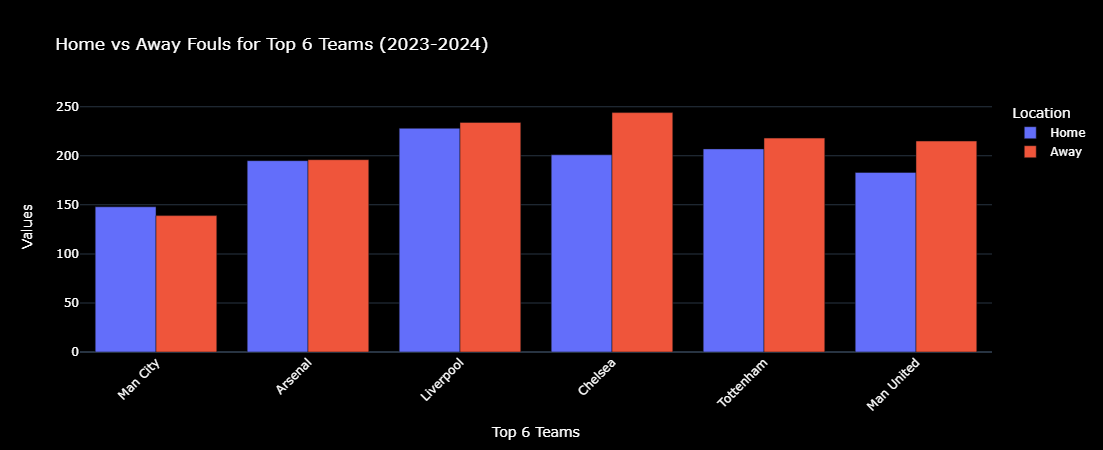 Home vs Away Fouls for Top 6 Teams (2023-2024)
250
200
150
100
50
0
Values
Man City
Arsenal
Liverpool
Chelsea
Tottenham
Man United
Top 6 Teams
Location
Home
Away